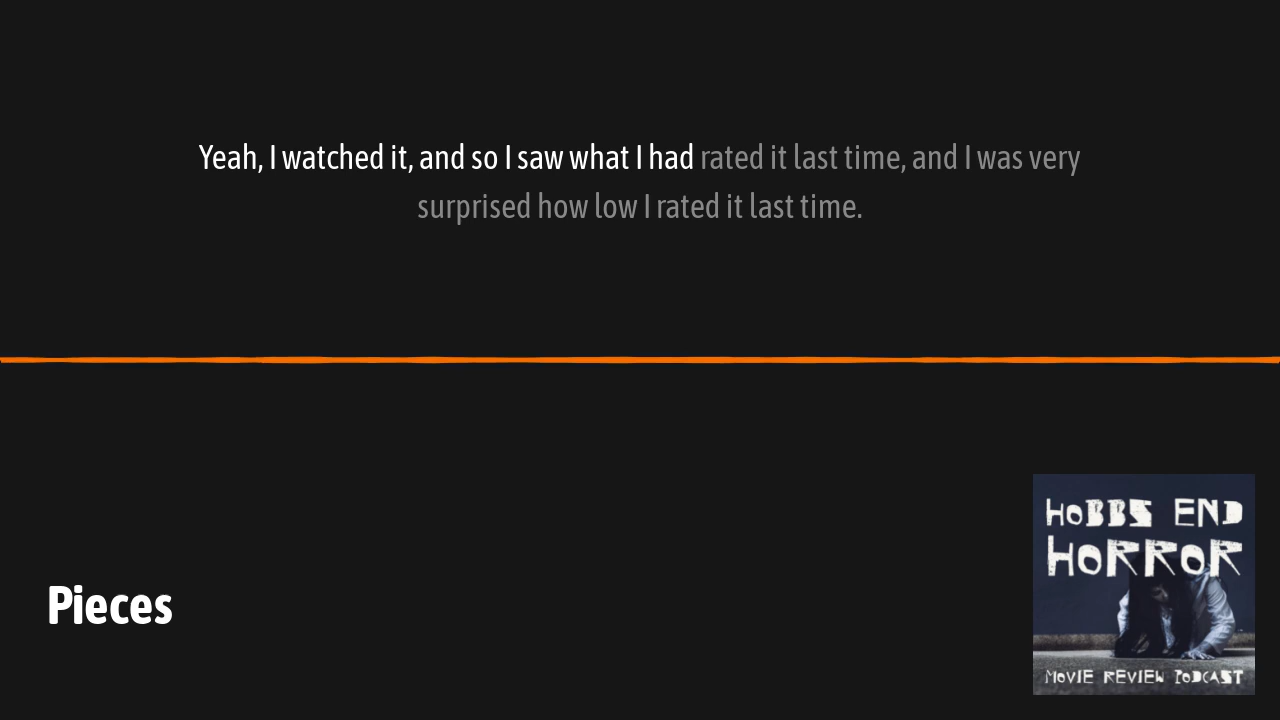 Yeah, I watched it, and so I saw what I had rated it last time, and I was very
surprised how low I rated it last time.
Pieces
HOBBS END
HORROR
MOVIE REVIEW PODCAST